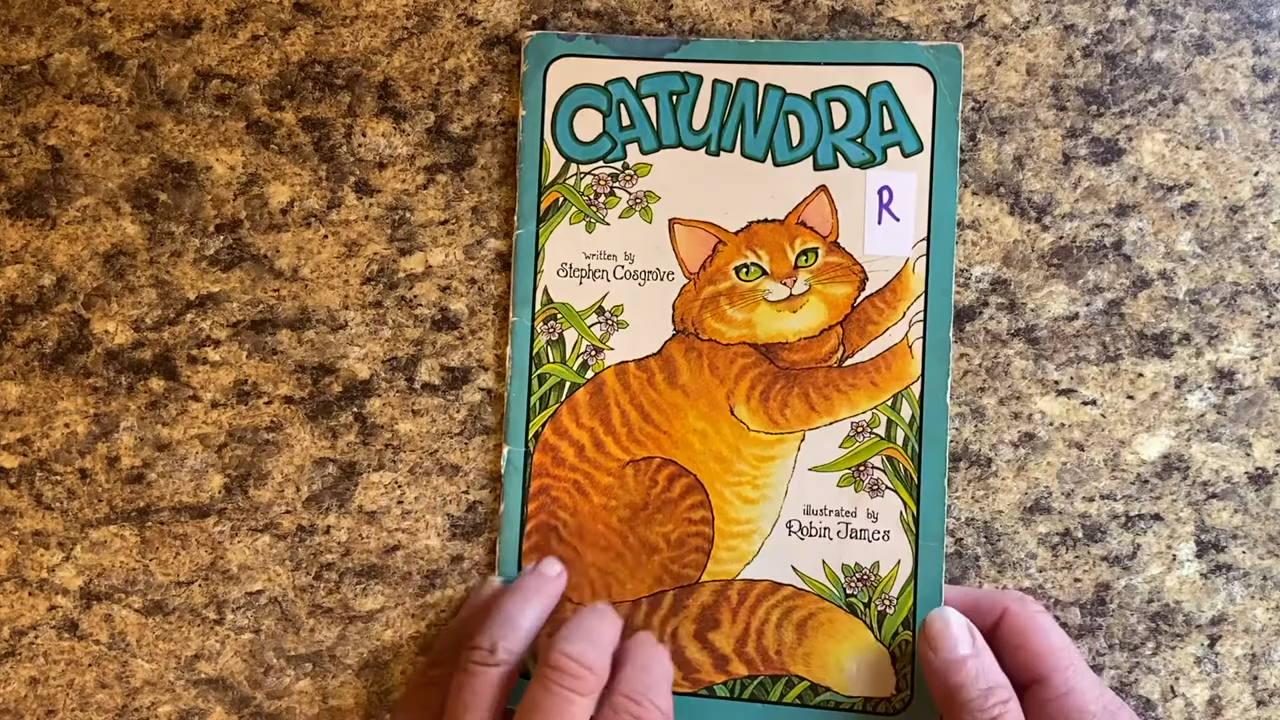 CATUNDRA
R
written by
Stephen Cosgrove
illustrated by
Robin James